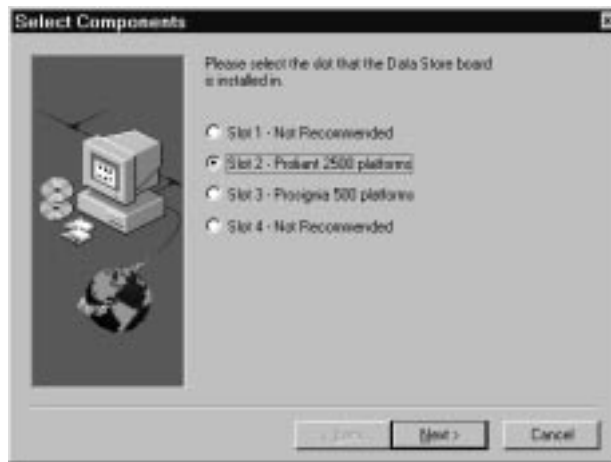 Select Components
Please select the slot that the Data Store board
is installed in.
Slot 1 - Not Recommended
Slot 2 - Proliant 2500 platforms
Slot 3 - Prosignia 500 platforms
Slot 4 - Not Recommended
Next >
Cancel